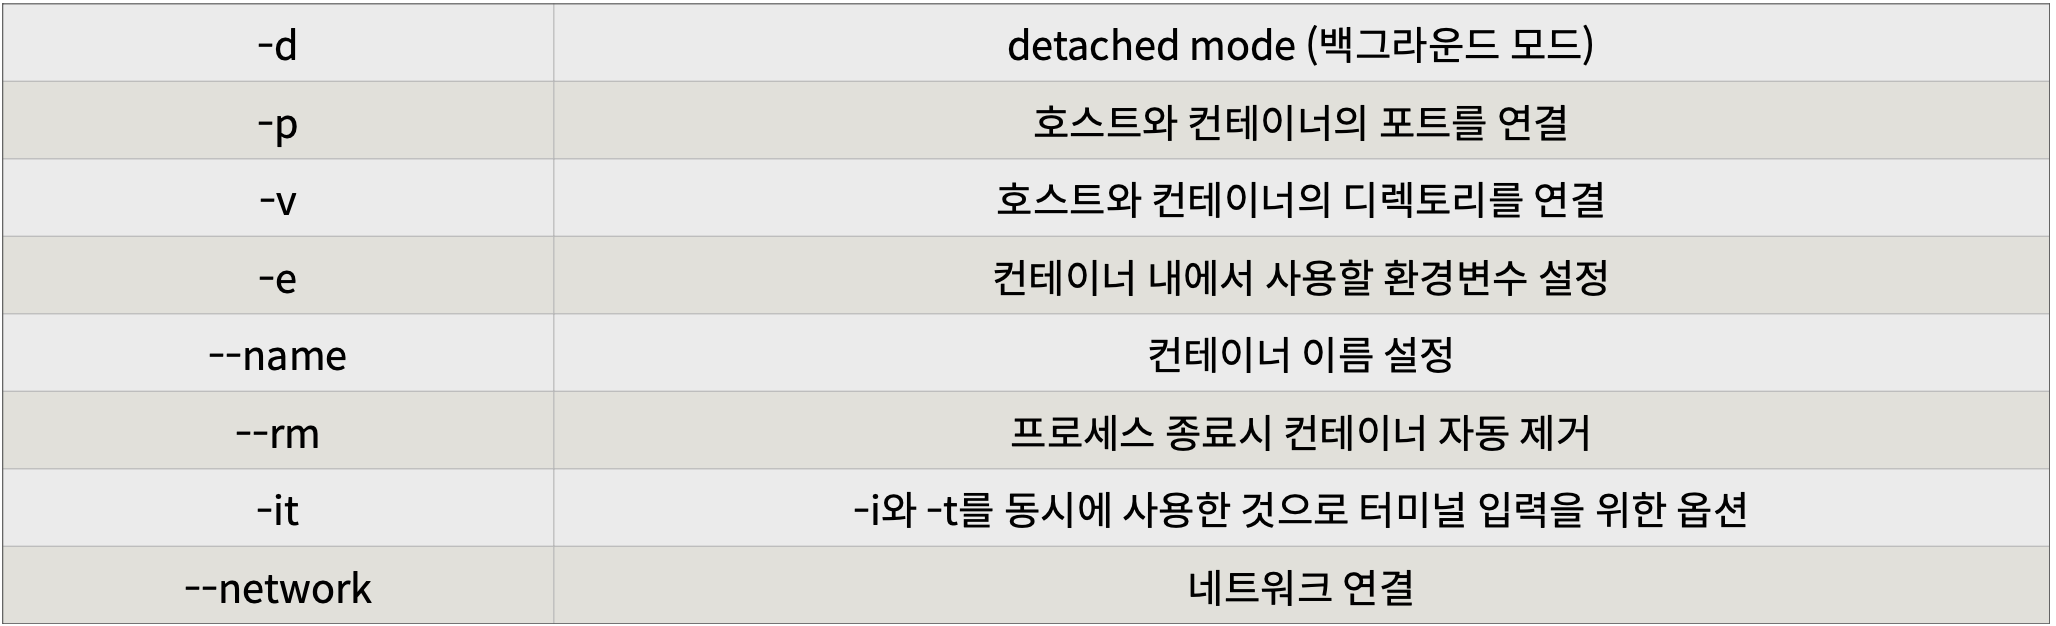 -d detached mode (백그라운드 모드)
-p 호스트와 컨테이너의 포트를 연결
-v 호스트와 컨테이너의 디렉토리를 연결
-e 컨테이너 내에서 사용할 환경변수 설정
--name 컨테이너 이름 설정
--rm 프로세스 종료시 컨테이너 자동 제거
-it -i와 -t를 동시에 사용한 것으로 터미널 입력을 위한 옵션
--network 네트워크 연결